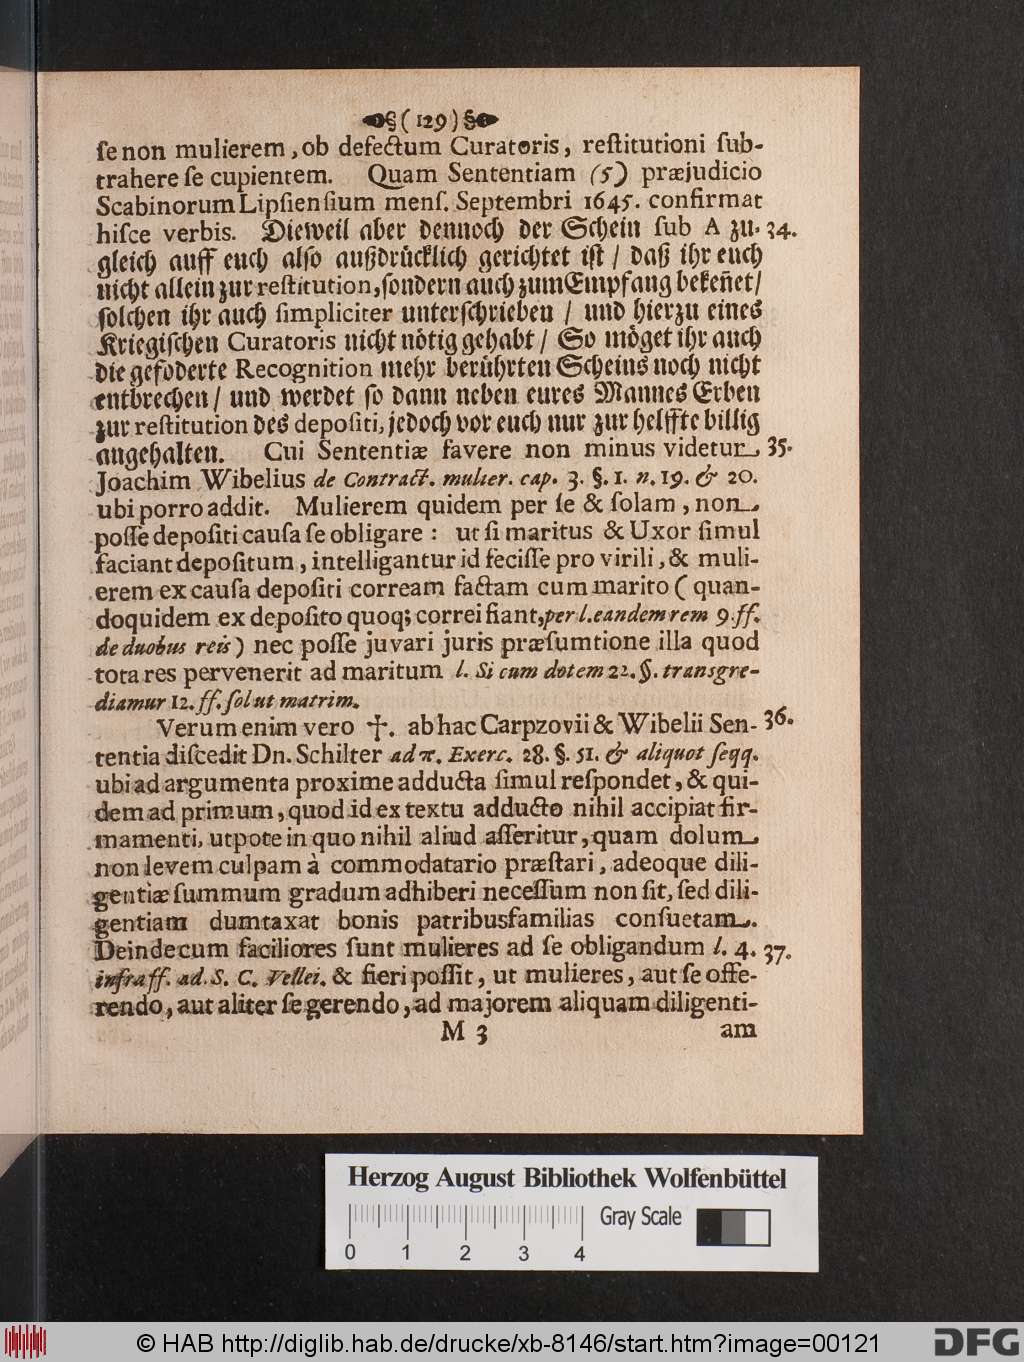 § ( 129 ) §
ſe non mulierem, ob defectum Curatoris, reſtitutioni ſub-
trahere ſe cupientem. Quam Sententiam (5) præjudicio
Scabinorum Lipſienſium menſ. Septembri 1645. confirmat
hiſce verbis. Dieweil aber dennoch der Schein ſub A zu- 34.
gleich auff euch alſo außdrücklich gerichtet iſt / daß ihr euch
nicht allein zur reſtitution, ſondern auch zum Empfang bekeñet/
ſolchen ihr auch ſimpliciter unterſchrieben / und hierzu eines
Kriegiſchen Curatoris nicht nötig gehabt / So möget ihr auch
die gefoderte Recognition mehr berührten Scheins noch nicht
entbrechen / und werdet ſo dann neben eures Mannes Erben
zur reſtitution des depoſiti, jedoch vor euch nur zur helffte billig
angehalten. Cui Sententiæ favere non minus videtur 35.
Joachim Wibelius de Contract. mulier. cap. 3. §. 1. n. 19. & 20.
ubi porro addit. Mulierem quidem per ſe & ſolam, non
poſſe depoſiti cauſa ſe obligare : ut ſi maritus & Uxor ſimul
faciant depoſitum, intelligantur id feciſſe pro virili, & muli-
erem ex cauſa depoſiti corream factam cum marito ( quan-
doquidem ex depoſito quoq; correi fiant, per l. eandem rem 9. ff.
de duobus reis ) nec poſſe juvari juris præſumtione illa quod
tota res pervenerit ad maritum l. Si cum dotem 22. §. transgre-
diamur 12. ff. ſolut matrim.
Verum enim vero †. ab hac Carpzovii & Wibelii Sen- 36.
tentia diſcedit Dn. Schilter ad π. Exerc. 28. §. 51. & aliquot ſeqq.
ubi ad argumenta proxime adducta ſimul reſpondet, & qui-
dem ad primum, quod id ex textu adducto nihil accipiat fir-
mamenti, utpote in quo nihil aliud aſſeritur, quam dolum
non levem culpam à commodatario præſtari, adeoque dili-
gentiæ ſummum gradum adhiberi neceſſum non ſit, ſed dili-
gentiam dumtaxat bonis patribusfamilias conſuetam.
Deinde cum faciliores ſunt mulieres ad ſe obligandum l. 4. 37.
infra ff. ad. S. C. Vellei. & fieri poſſit, ut mulieres, aut ſe offe-
rendo, aut aliter ſe gerendo, ad majorem aliquam diligenti-
M 3 am
Herzog August Bibliothek Wolfenbüttel
Gray Scale
0 1 2 3 4
© HAB http://diglib.hab.de/drucke/xb-8146/start.htm?image=00121
DFG